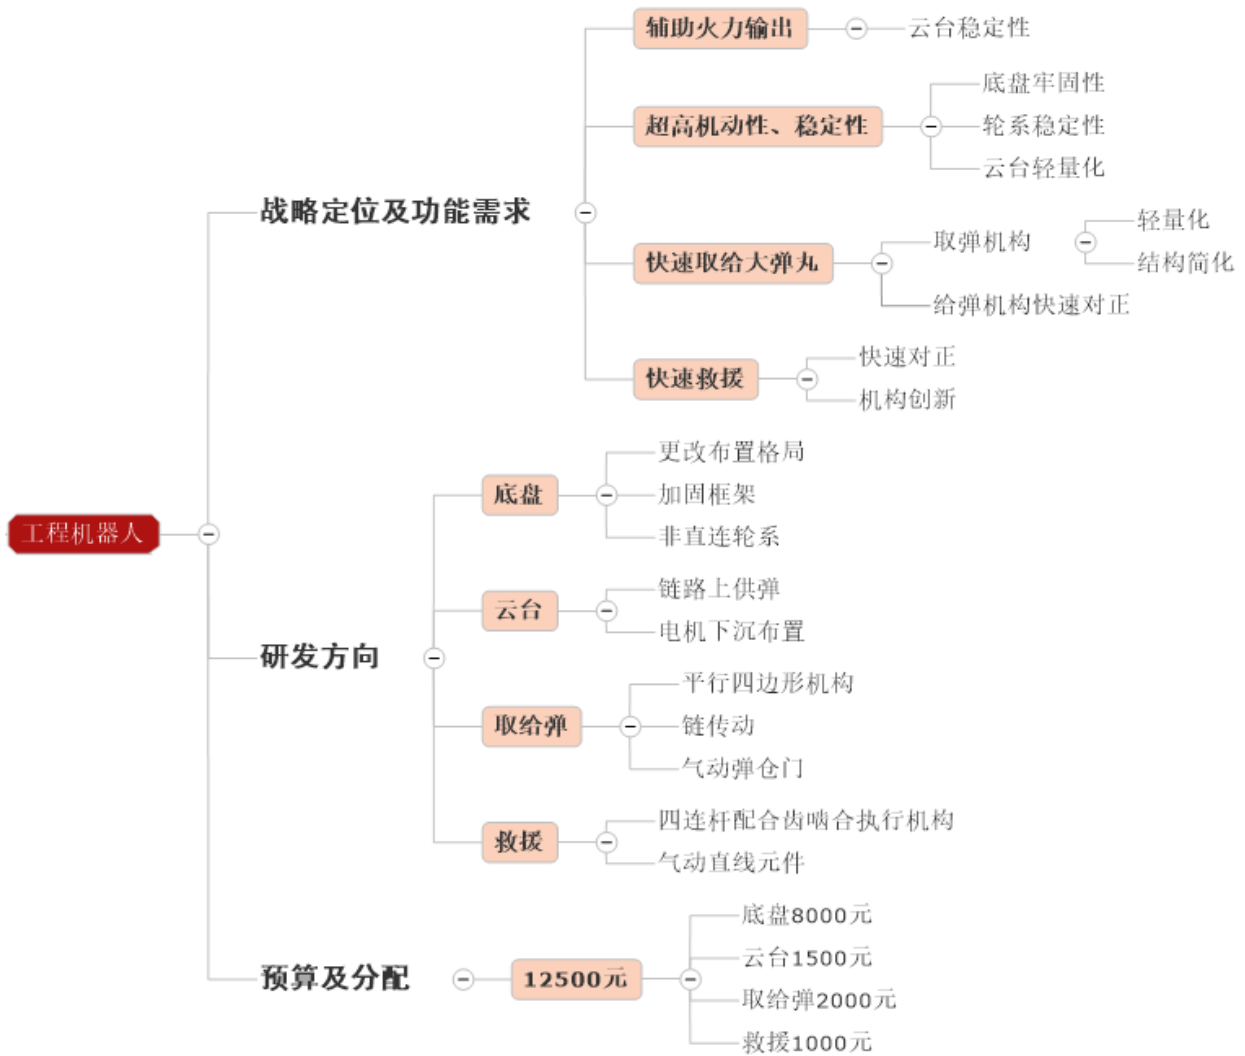 工程机器人
战略定位及功能需求
辅助火力输出
云台稳定性
超高机动性、稳定性
底盘牢固性
轮系稳定性
云台轻量化
快速取给大弹丸
取弹机构
轻量化
结构简化
给弹机构快速对正
快速救援
快速对正
机构创新
研发方向
底盘
更改布置格局
加固框架
非直连轮系
云台
链路上供弹
电机下沉布置
取给弹
平行四边形机构
链传动
气动弹仓门
救援
四连杆配合齿啮合执行机构
气动直线元件
预算及分配
12500元
底盘8000元
云台1500元
取给弹2000元
救援1000元